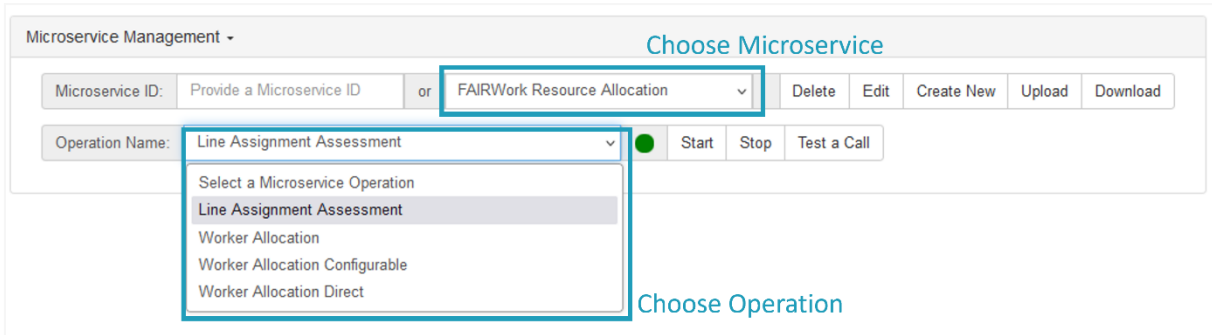 Microservice Management
Choose Microservice
Microservice ID: Provide a Microservice ID or FAIRWork Resource Allocation Delete Edit Create New Upload Download
Operation Name: Line Assignment Assessment Start Stop Test a Call
Select a Microservice Operation
Line Assignment Assessment
Worker Allocation
Worker Allocation Configurable
Worker Allocation Direct
Choose Operation